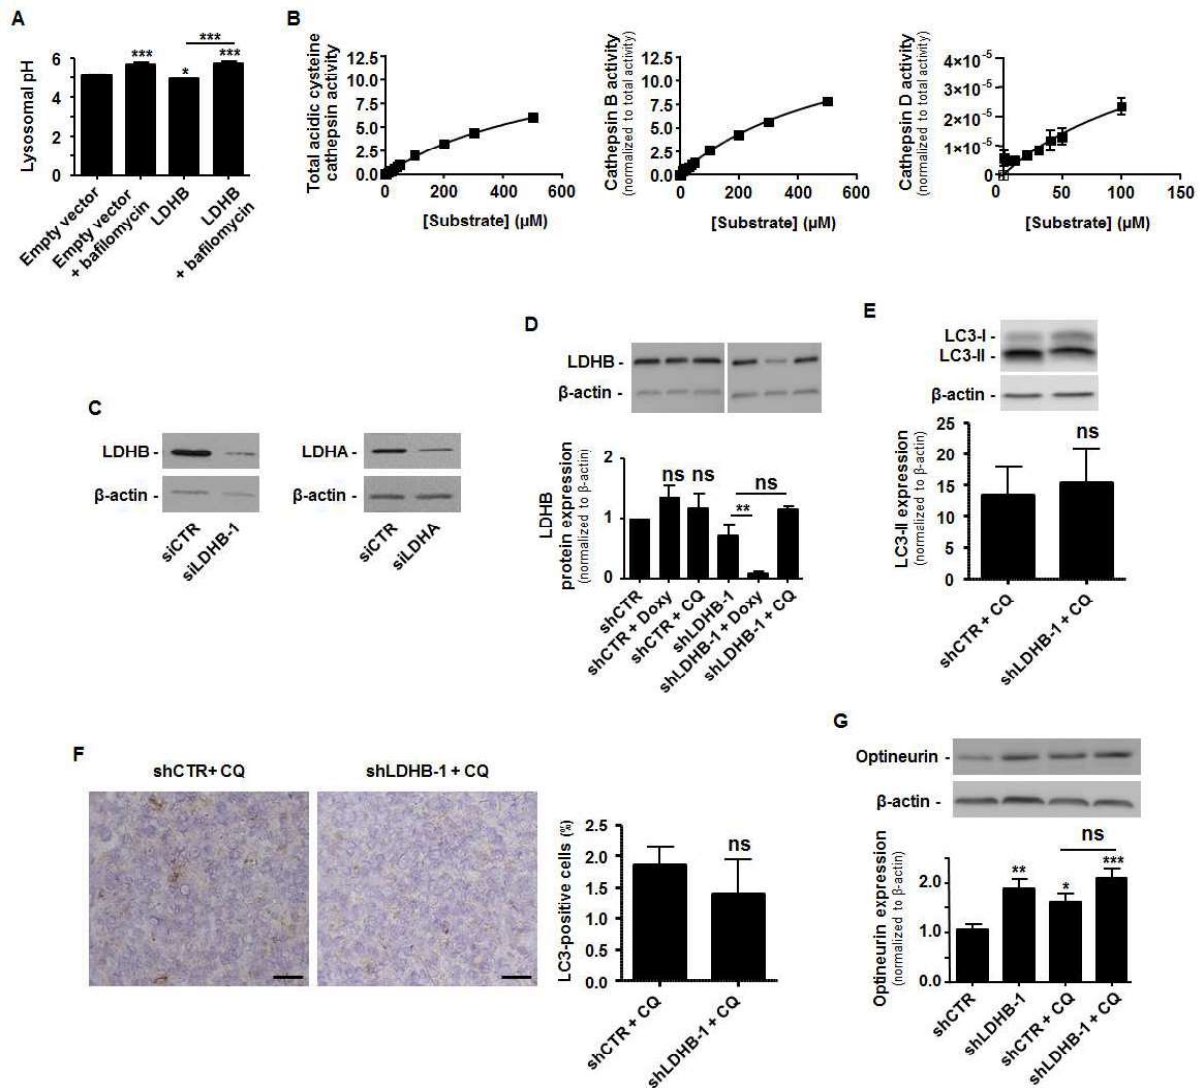 A
Lysosomal pH
6
4
2
0
***
*
***
***
Empty vector
Empty vector
+ bafilomycin
LDHB
LDHB
+ bafilomycin
B
Total acidic cysteine
cathepsin activity
12.5
10.0
7.5
5.0
2.5
0.0
0 200 400 600
[Substrate] (µM)
Cathepsin B activity
(normalized to total activity)
12.5
10.0
7.5
5.0
2.5
0.0
0 200 400 600
[Substrate] (µM)
Cathepsin D activity
(normalized to total activity)
4×10⁻⁵
3×10⁻⁵
2×10⁻⁵
1×10⁻⁵
0
0 50 100 150
[Substrate] (µM)
C
LDHB -
β-actin -
siCTR
siLDHB-1
LDHA -
β-actin -
siCTR
siLDHA
D
LDHB -
β-actin -
LDHB
protein expression
(normalized to β-actin)
2
1
0
ns ns ** ns
shCTR
shCTR + Doxy
shCTR + CQ
shLDHB-1
shLDHB-1 + Doxy
shLDHB-1 + CQ
E
LC3-I -
LC3-II -
β-actin -
LC3-II expression
(normalized to β-actin)
25
20
15
10
5
0
ns
shCTR + CQ
shLDHB-1 + CQ
F
shCTR+ CQ
shLDHB-1 + CQ
LC3-positive cells (%)
2.5
2.0
1.5
1.0
0.5
0.0
ns
shCTR + CQ
shLDHB-1 + CQ
G
Optineurin -
β-actin -
Optineurin expression
(normalized to β-actin)
2.0
1.0
0.0
ns
** * ***
shCTR
shLDHB-1
shCTR + CQ
shLDHB-1 + CQ